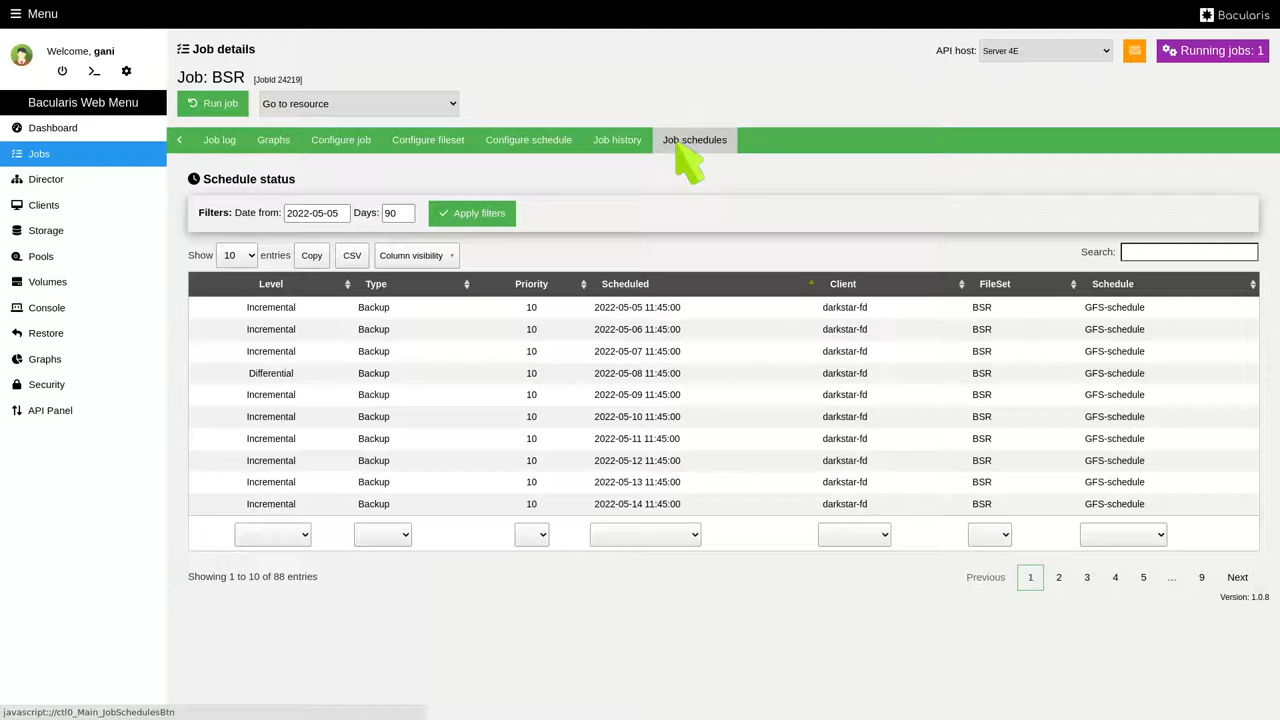 Menu
Bacularis
Welcome, gani
Job details
API host: Server 4E
Running jobs: 1
Job: BSR [JobId 24219]
Run job
Go to resource
Bacularis Web Menu
Dashboard
Jobs
Director
Clients
Storage
Pools
Volumes
Console
Restore
Graphs
Security
API Panel
Job log Graphs Configure job Configure fileset Configure schedule Job history Job schedules
Schedule status
Filters: Date from: 2022-05-05 Days: 90 Apply filters
Show 10 entries Copy CSV Column visibility Search:
Level Type Priority Scheduled Client FileSet Schedule
Incremental Backup 10 2022-05-05 11:45:00 darkstar-fd BSR GFS-schedule
Incremental Backup 10 2022-05-06 11:45:00 darkstar-fd BSR GFS-schedule
Incremental Backup 10 2022-05-07 11:45:00 darkstar-fd BSR GFS-schedule
Differential Backup 10 2022-05-08 11:45:00 darkstar-fd BSR GFS-schedule
Incremental Backup 10 2022-05-09 11:45:00 darkstar-fd BSR GFS-schedule
Incremental Backup 10 2022-05-10 11:45:00 darkstar-fd BSR GFS-schedule
Incremental Backup 10 2022-05-11 11:45:00 darkstar-fd BSR GFS-schedule
Incremental Backup 10 2022-05-12 11:45:00 darkstar-fd BSR GFS-schedule
Incremental Backup 10 2022-05-13 11:45:00 darkstar-fd BSR GFS-schedule
Incremental Backup 10 2022-05-14 11:45:00 darkstar-fd BSR GFS-schedule
Showing 1 to 10 of 88 entries
Previous 1 2 3 4 5 … 9 Next
Version: 1.0.8
javascript:;//ctl0_Main_JobSchedulesBtn